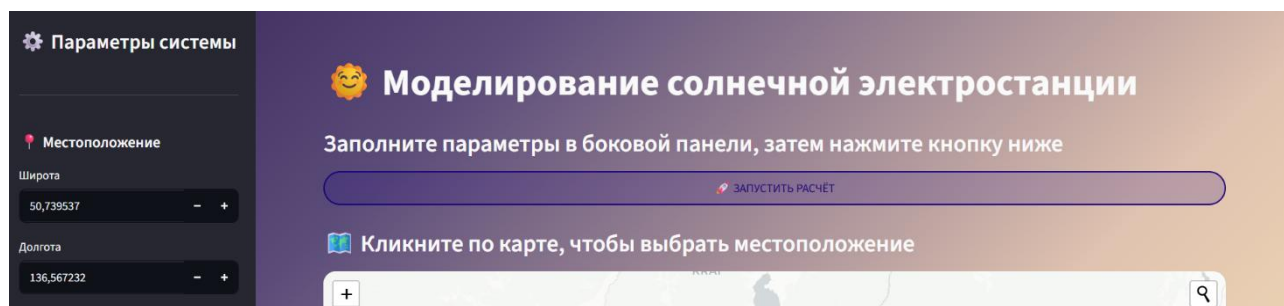 Параметры системы
Моделирование солнечной электростанции
Местоположение
Заполните параметры в боковой панели, затем нажмите кнопку ниже
Широта
ЗАПУСТИТЬ РАСЧЁТ
50,739537 − +
Долгота
Кликните по карте, чтобы выбрать местоположение
136,567232 − +
KRAI
+